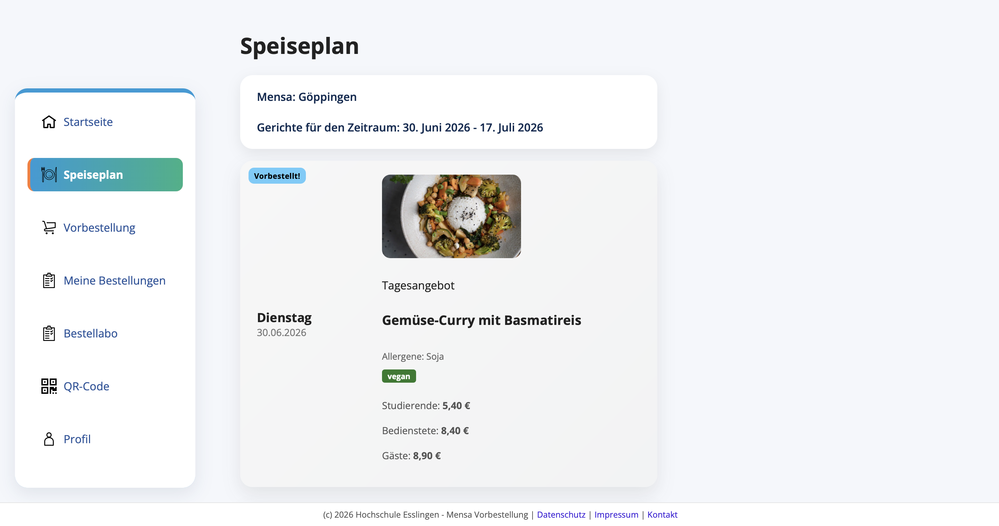 Speiseplan
Mensa: Göppingen
Gerichte für den Zeitraum: 30. Juni 2026 - 17. Juli 2026
Startseite
Speiseplan
Vorbestellung
Meine Bestellungen
Bestellabo
QR-Code
Profil
Vorbestellt!
Dienstag
30.06.2026
Tagesangebot
Gemüse-Curry mit Basmatireis
Allergene: Soja
vegan
Studierende: 5,40 €
Bedienstete: 8,40 €
Gäste: 8,90 €
(c) 2026 Hochschule Esslingen - Mensa Vorbestellung | Datenschutz | Impressum | Kontakt